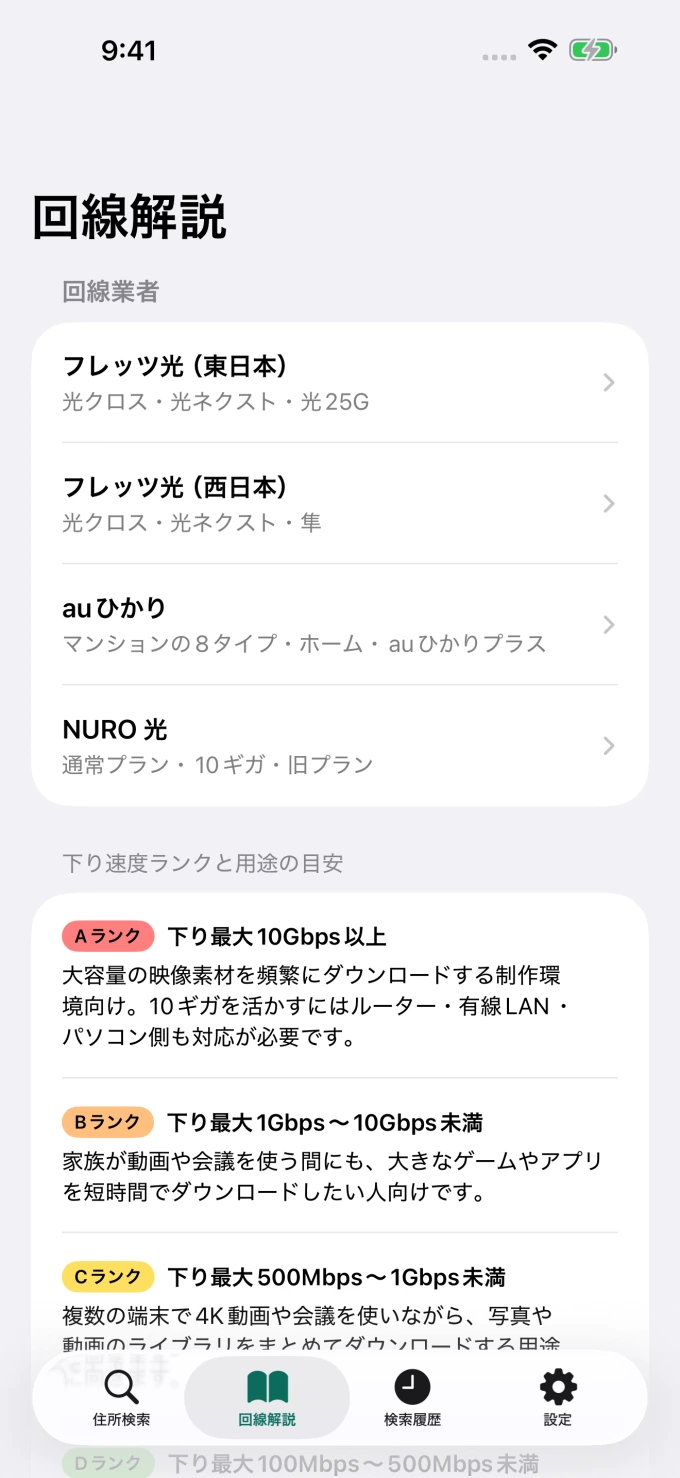 9:41
回線解説
回線業者
フレッツ光（東日本）
光クロス・光ネクスト・光25G
フレッツ光（西日本）
光クロス・光ネクスト・隼
auひかり
マンションの8タイプ・ホーム・auひかりプラス
NURO 光
通常プラン・10ギガ・旧プラン
下り速度ランクと用途の目安
Aランク 下り最大10Gbps以上
大容量の映像素材を頻繁にダウンロードする制作環
境向け。10ギガを活かすにはルーター・有線LAN・
パソコン側も対応が必要です。
Bランク 下り最大1Gbps〜10Gbps未満
家族が動画や会議を使う間にも、大きなゲームやアプリ
を短時間でダウンロードしたい人向けです。
Cランク 下り最大500Mbps〜1Gbps未満
複数の端末で4K動画や会議を使いながら、写真や
動画のライブラリをまとめてダウンロードする用途
住所検索 回線解説 検索履歴 設定
Dランク 下り最大100Mbps〜500Mbps未満